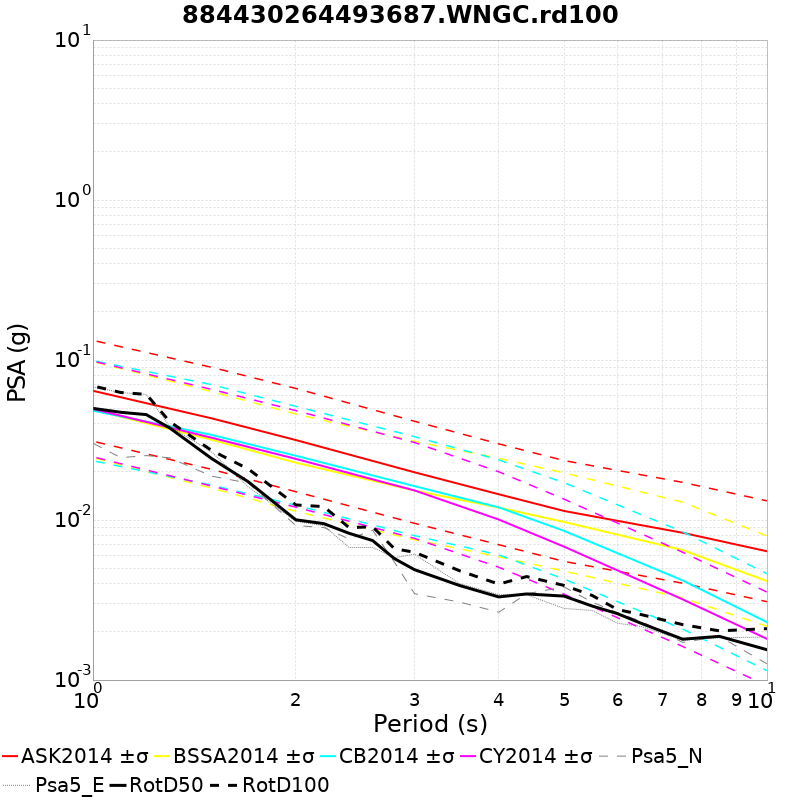 884430264493687.WNGC.rd100
10^1
10^0
10^-1
10^-2
10^-3
PSA (g)
10^0 2 3 4 5 6 7 8 9 10^1
Period (s)
ASK2014 ±σ BSSA2014 ±σ CB2014 ±σ CY2014 ±σ Psa5_N
Psa5_E RotD50 RotD100